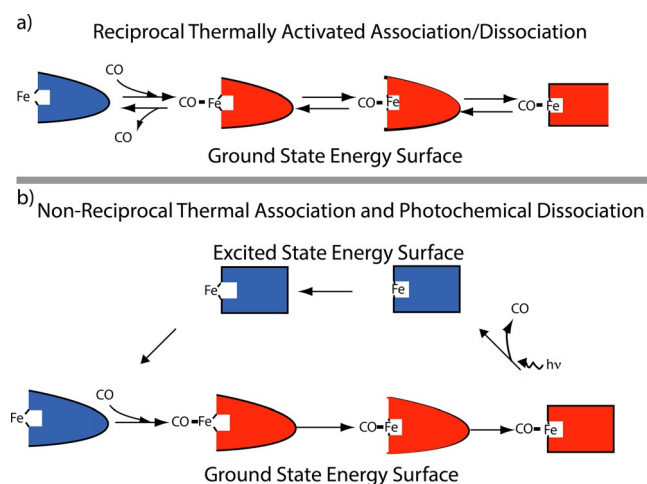 a)
Reciprocal Thermally Activated Association/Dissociation
CO
Fe
CO-Fe
CO-Fe
CO-Fe
CO
Ground State Energy Surface
b)
Non-Reciprocal Thermal Association and Photochemical Dissociation
Excited State Energy Surface
Fe
Fe
CO
hν
CO
Fe
CO-Fe
CO-Fe
CO-Fe
Ground State Energy Surface